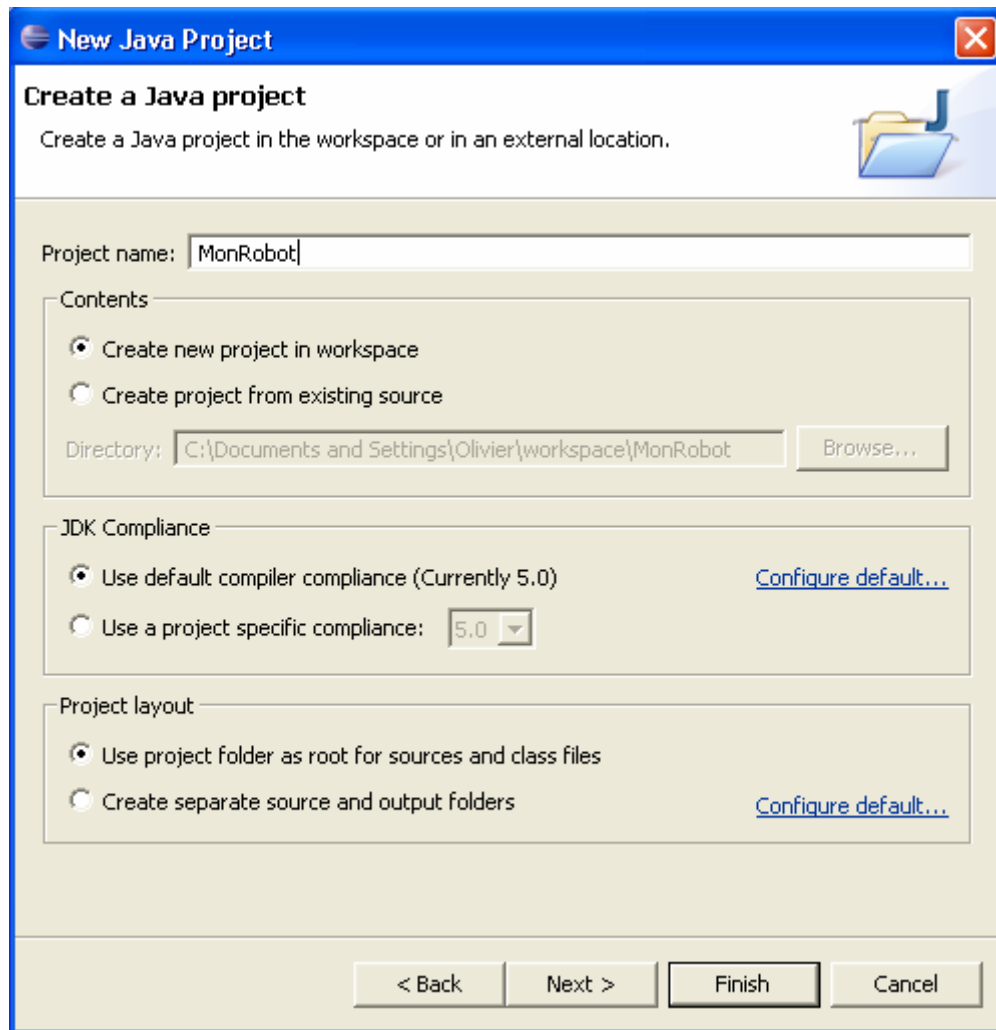 New Java Project
Create a Java project
Create a Java project in the workspace or in an external location.
Project name: MonRobot
Contents
Create new project in workspace
Create project from existing source
Directory: C:\Documents and Settings\Olivier\workspace\MonRobot Browse...
JDK Compliance
Use default compiler compliance (Currently 5.0) Configure default...
Use a project specific compliance: 5.0
Project layout
Use project folder as root for sources and class files
Create separate source and output folders Configure default...
< Back Next > Finish Cancel